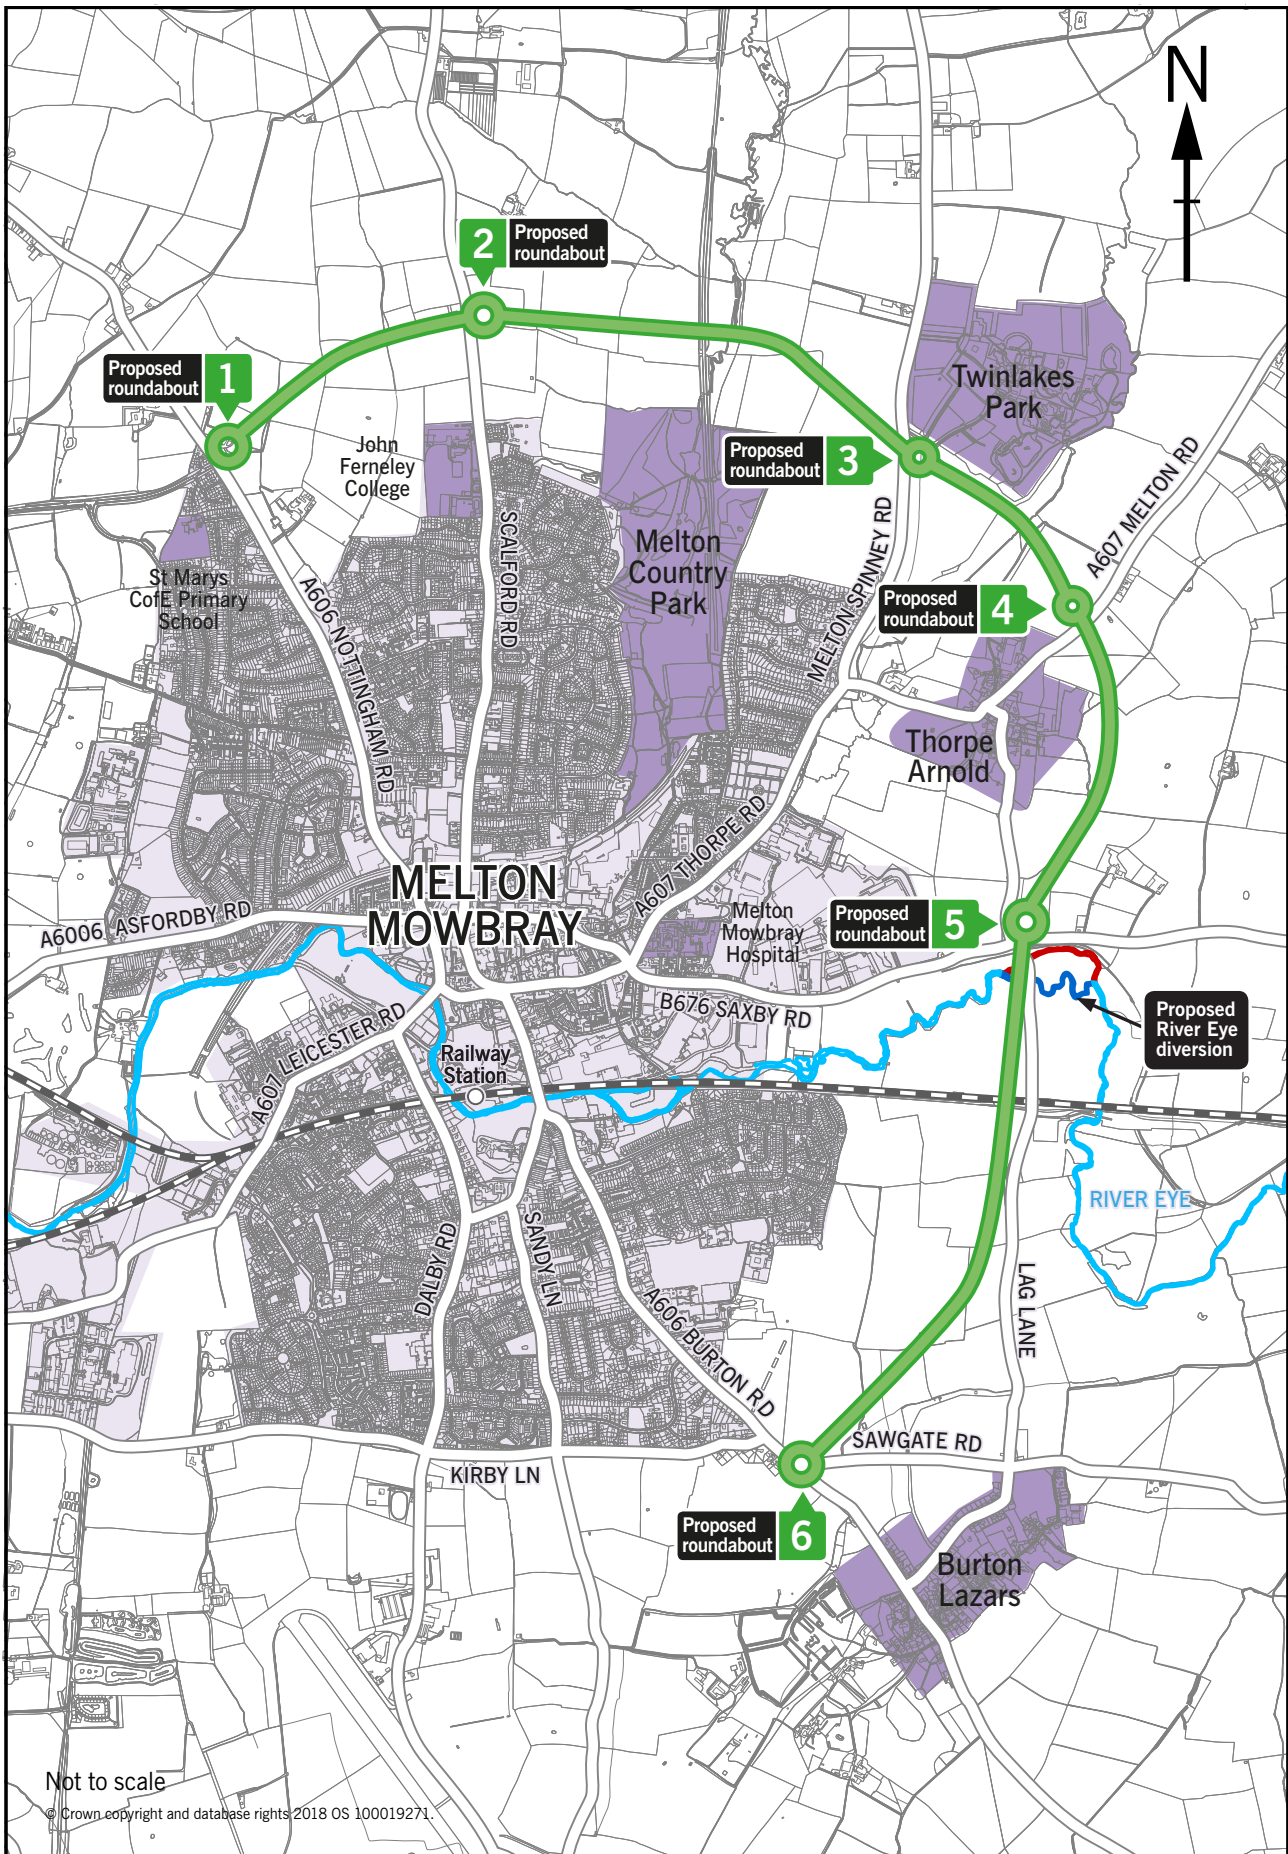 N
2
Proposed
roundabout
Proposed
roundabout
1
Twinlakes
Park
John
Ferneley
College
Proposed
roundabout
3
A607 MELTON RD
SCALFORD RD
MELTON SPINNEY RD
Melton
Country
Park
St Marys
CofE Primary
School
A606 NOTTINGHAM RD
Proposed
roundabout
4
Thorpe
Arnold
A607 THORPE RD
MELTON
MOWBRAY
A6006 ASFORDBY RD
Melton
Mowbray
Hospital
Proposed
roundabout
5
B676 SAXBY RD
Proposed
River Eye
diversion
A607 LEICESTER RD
Railway
Station
RIVER EYE
DALBY RD
SANDY LN
A606 BURTON RD
LAG LANE
SAWGATE RD
KIRBY LN
Proposed
roundabout
6
Burton
Lazars
Not to scale
© Crown copyright and database rights 2018 OS 100019271.